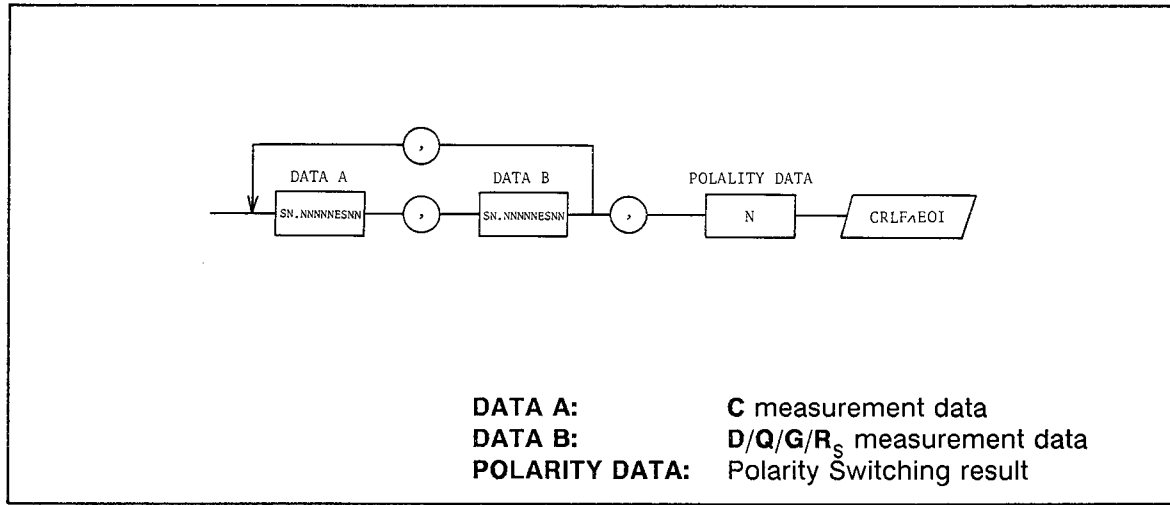 ,
DATA A DATA B POLALITY DATA
SN.NNNNNESNN , SN.NNNNNESNN , N CRLF∧EOI
DATA A: C measurement data
DATA B: D/Q/G/RS measurement data
POLARITY DATA: Polarity Switching result